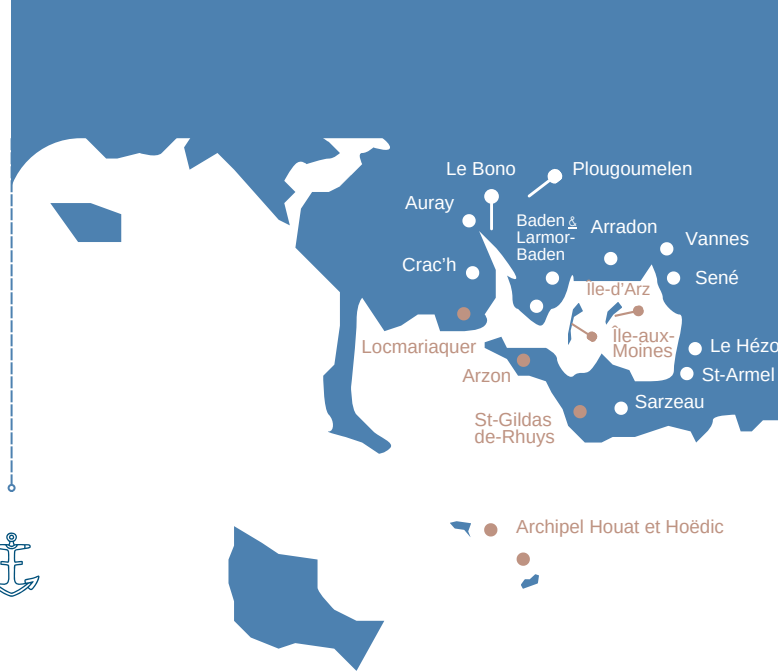 Le Bono
Plougoumelen
Auray
Baden &
Larmor-
Baden
Arradon
Vannes
Crac’h
Sené
Île-d’Arz
Île-aux-
Moines
Locmariaquer
Le Hézo
Arzon
St-Armel
Sarzeau
St-Gildas
de-Rhuys
Archipel Houat et Hoëdic